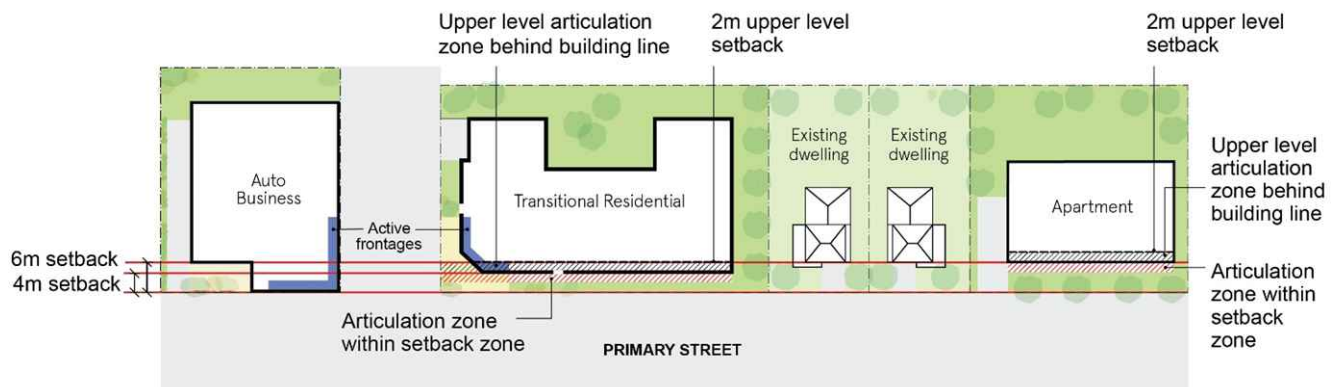 Upper level articulation
zone behind building line
2m upper level
setback
2m upper level
setback
Auto
Business
Active
frontages
Transitional Residential
Existing
dwelling
Existing
dwelling
Apartment
Upper level
articulation
zone behind
building line
6m setback
4m setback
Articulation zone
within setback zone
Articulation
zone within
setback
zone
PRIMARY STREET